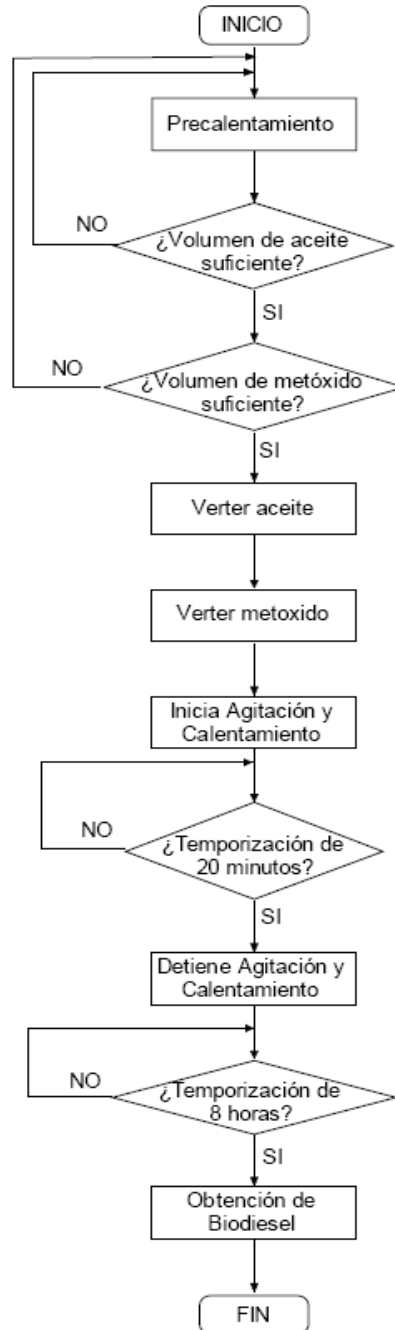 INICIO
Precalentamiento
NO
¿Volumen de aceite
suficiente?
SI
NO
¿Volumen de metóxido
suficiente?
SI
Verter aceite
Verter metoxido
Inicia Agitación y
Calentamiento
NO
¿Temporización de
20 minutos?
SI
Detiene Agitación y
Calentamiento
NO
¿Temporización de
8 horas?
SI
Obtención de
Biodiesel
FIN